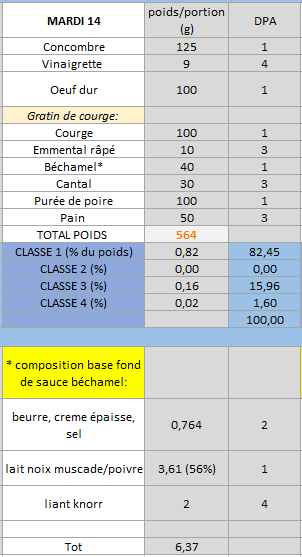 MARDI 14 poids/portion DPA
(g)
Concombre 125 1
Vinaigrette 9 4
Oeuf dur 100 1
Gratin de courge:
Courge 100 1
Emmental râpé 10 3
Béchamel* 40 1
Cantal 30 3
Purée de poire 100 1
Pain 50 3
TOTAL POIDS 564
CLASSE 1 (% du poids) 0,82 82,45
CLASSE 2 (%) 0,00 0,00
CLASSE 3 (%) 0,16 15,96
CLASSE 4 (%) 0,02 1,60
100,00
* composition base fond
de sauce béchamel:
beurre, creme épaisse, 0,764 2
sel
lait noix muscade/poivre 3,61 (56%) 1
liant knorr 2 4
Tot 6,37